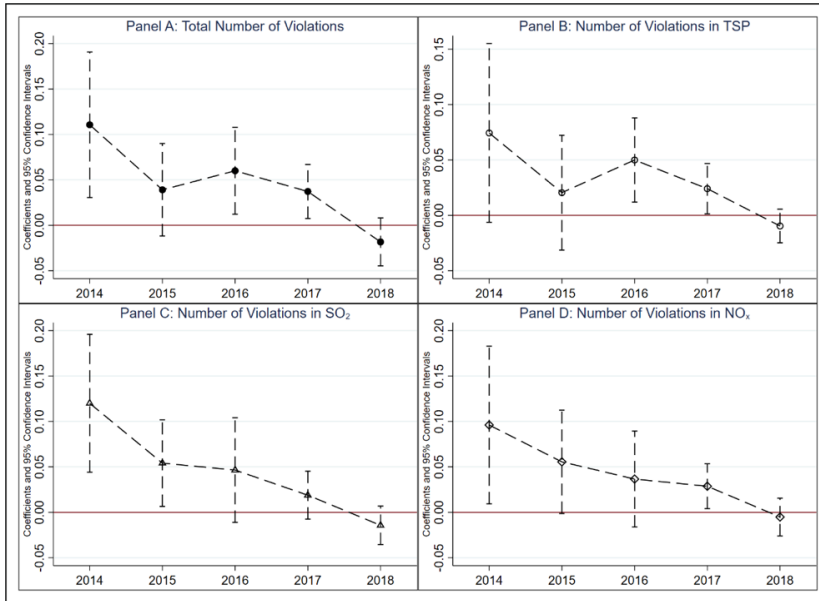 Panel A: Total Number of Violations
Coefficients and 95% Confidence Intervals
0.20
0.15
0.10
0.05
0.00
-0.05
2014 2015 2016 2017 2018
Panel B: Number of Violations in TSP
Coefficients and 95% Confidence Intervals
0.15
0.10
0.05
0.00
-0.05
2014 2015 2016 2017 2018
Panel C: Number of Violations in SO₂
Coefficients and 95% Confidence Intervals
0.20
0.15
0.10
0.05
0.00
-0.05
2014 2015 2016 2017 2018
Panel D: Number of Violations in NOₓ
Coefficients and 95% Confidence Intervals
0.20
0.15
0.10
0.05
0.00
-0.05
2014 2015 2016 2017 2018